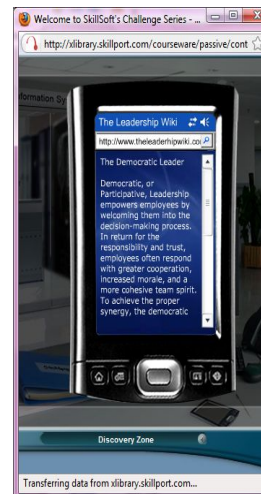 Welcome to SkillSoft's Challenge Series - ...
http://xlibrary.skillport.com/courseware/passive/cont
formation Sy
The Leadership Wiki
http://www.theleaderhipwiki.co
The Democratic Leader
Democratic, or
Participative, Leadership
empowers employees by
welcoming them into the
decision-making process.
In return for the
responsibility and trust,
employees often respond
with greater cooperation,
increased morale, and a
more cohesive team spirit.
To achieve the proper
synergy, the democratic
Discovery Zone
Transferring data from xlibrary.skillport.com...